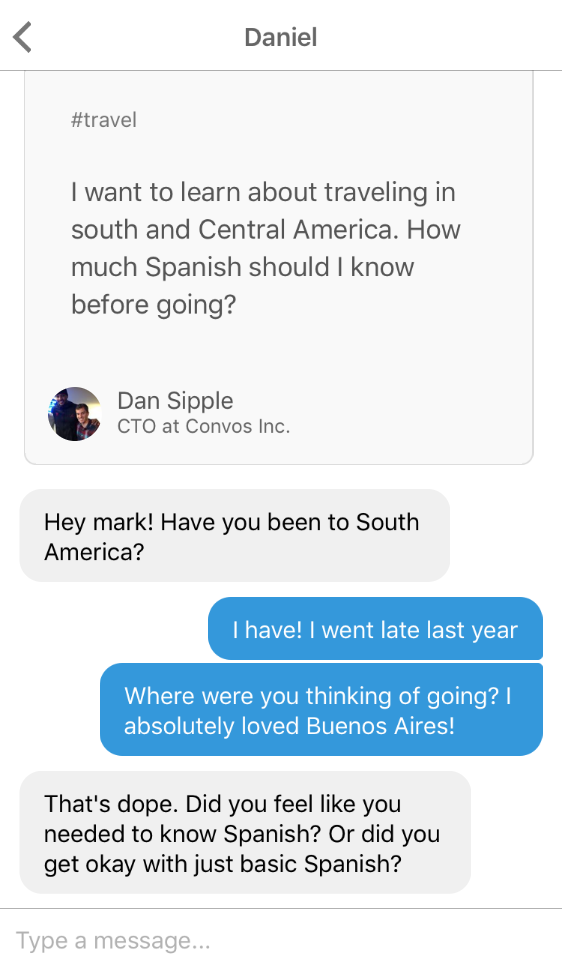 Daniel
#travel
I want to learn about traveling in
south and Central America. How
much Spanish should I know
before going?
Dan Sipple
CTO at Convos Inc.
Hey mark! Have you been to South
America?
I have! I went late last year
Where were you thinking of going? I
absolutely loved Buenos Aires!
That's dope. Did you feel like you
needed to know Spanish? Or did you
get okay with just basic Spanish?
Type a message...